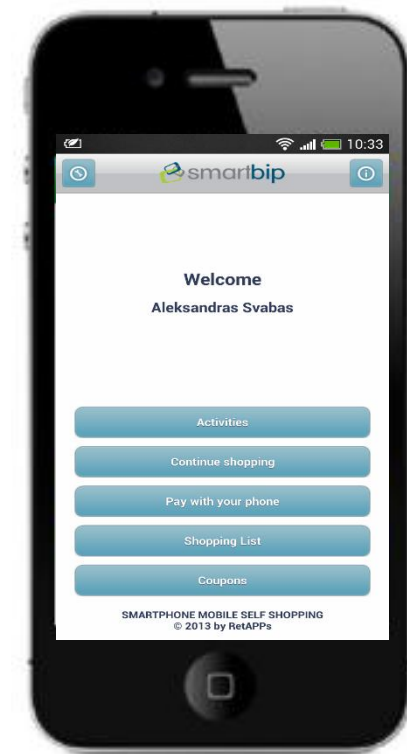 10:33
smartbip
Welcome
Aleksandras Svabas
Activities
Continue shopping
Pay with your phone
Shopping List
Coupons
SMARTPHONE MOBILE SELF SHOPPING
© 2013 by RetAPPs